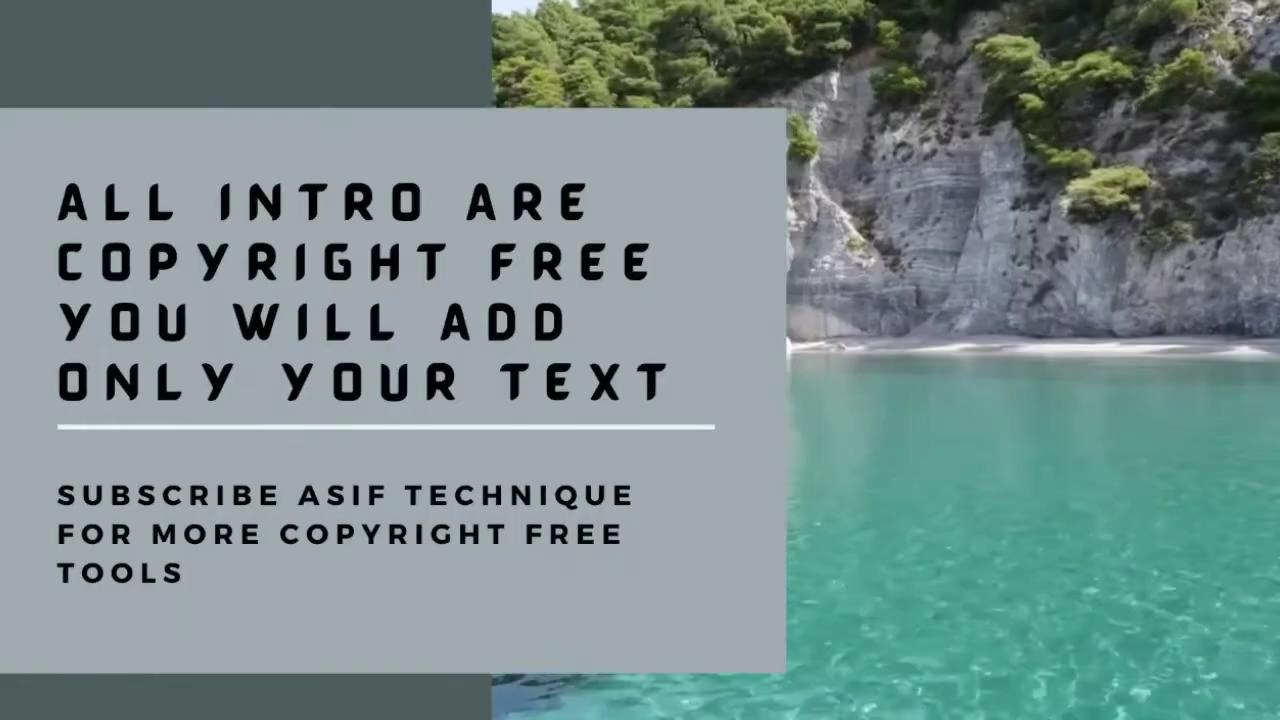 ALL INTRO ARE
COPYRIGHT FREE
YOU WILL ADD
ONLY YOUR TEXT
SUBSCRIBE ASIF TECHNIQUE
FOR MORE COPYRIGHT FREE
TOOLS